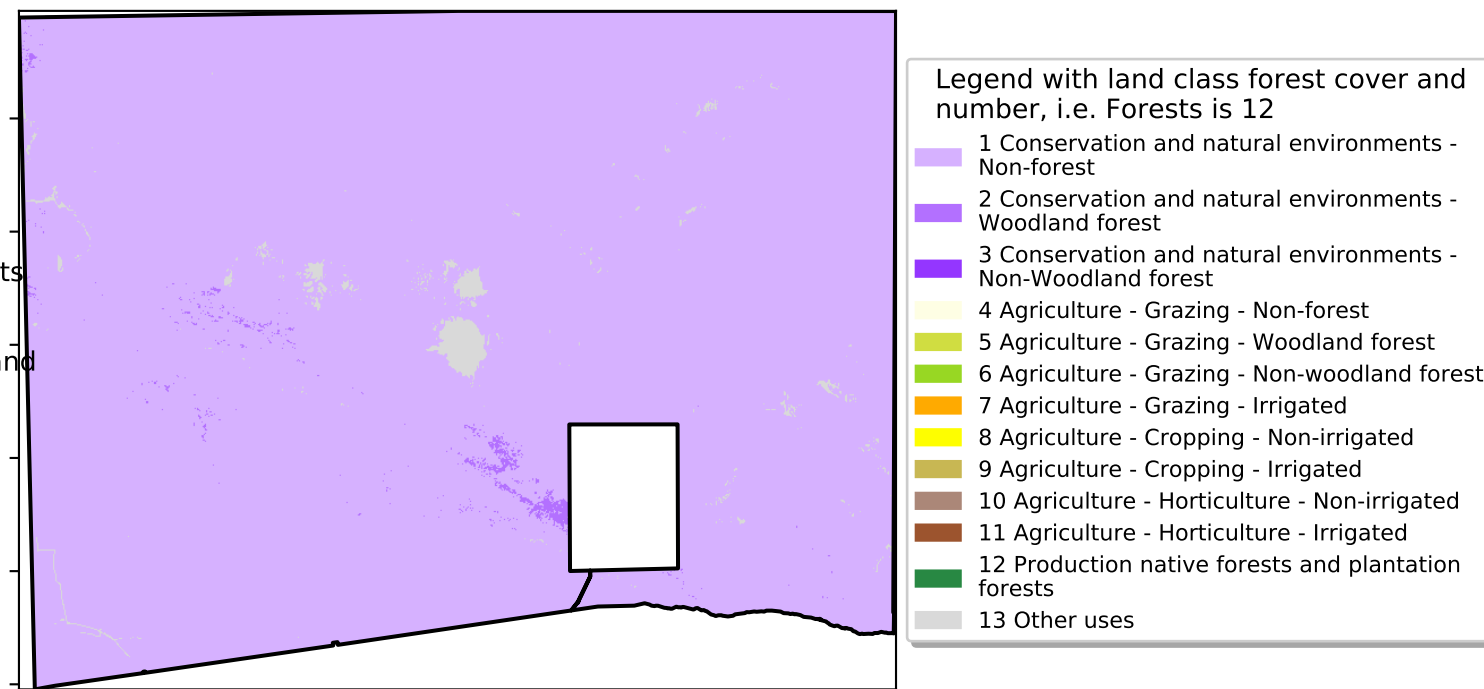 Legend with land class forest cover and
number, i.e. Forests is 12
1 Conservation and natural environments -
Non-forest
2 Conservation and natural environments -
Woodland forest
3 Conservation and natural environments -
Non-Woodland forest
4 Agriculture - Grazing - Non-forest
5 Agriculture - Grazing - Woodland forest
6 Agriculture - Grazing - Non-woodland forest
7 Agriculture - Grazing - Irrigated
8 Agriculture - Cropping - Non-irrigated
9 Agriculture - Cropping - Irrigated
10 Agriculture - Horticulture - Non-irrigated
11 Agriculture - Horticulture - Irrigated
12 Production native forests and plantation
forests
13 Other uses